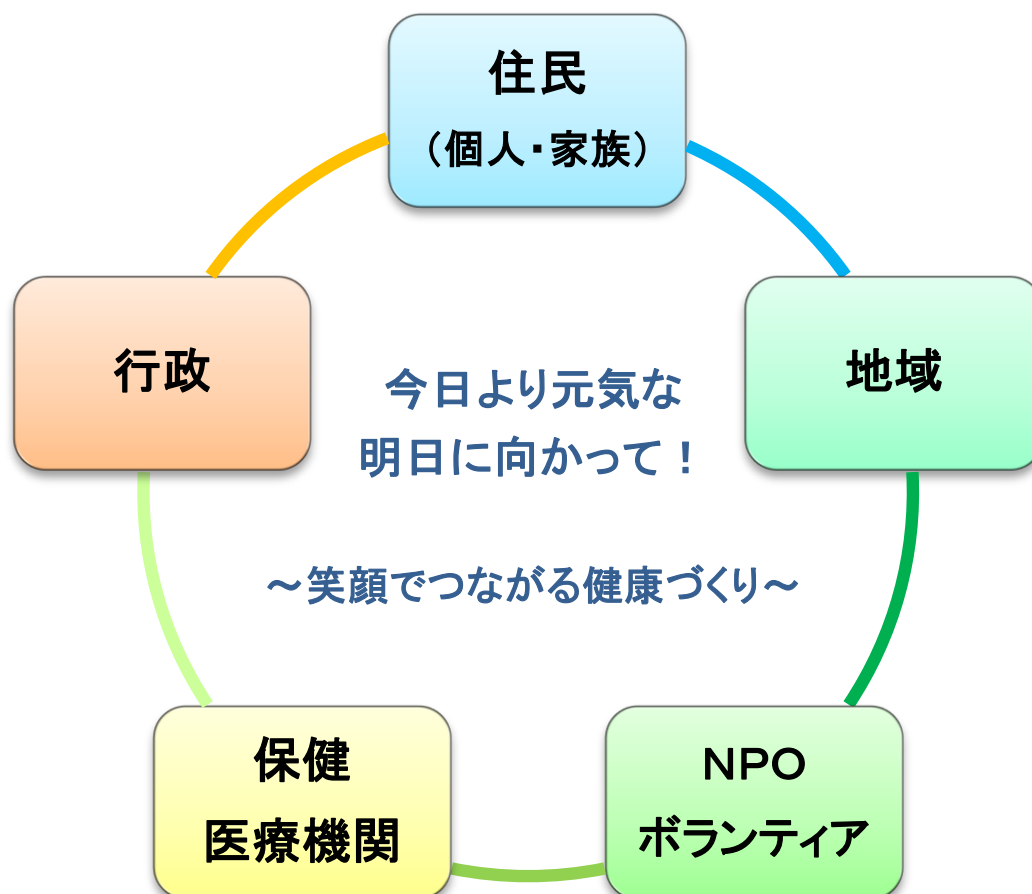 住民
（個人・家族）
行政
地域
今日より元気な
明日に向かって！
～笑顔でつながる健康づくり～
保健
医療機関
ＮＰＯ
ボランティア